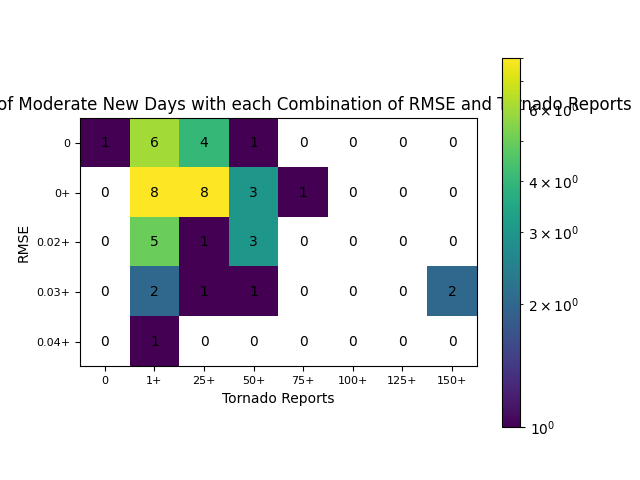 of Moderate New Days with each Combination of RMSE and Tornado Reports
0 1 6 4 1 0 0 0 0
0+ 0 8 8 3 1 0 0 0
0.02+ 0 5 1 3 0 0 0 0
0.03+ 0 2 1 1 0 0 0 2
0.04+ 0 1 0 0 0 0 0 0
0 1+ 25+ 50+ 75+ 100+ 125+ 150+
Tornado Reports
RMSE
6 × 10⁰
4 × 10⁰
3 × 10⁰
2 × 10⁰
10⁰